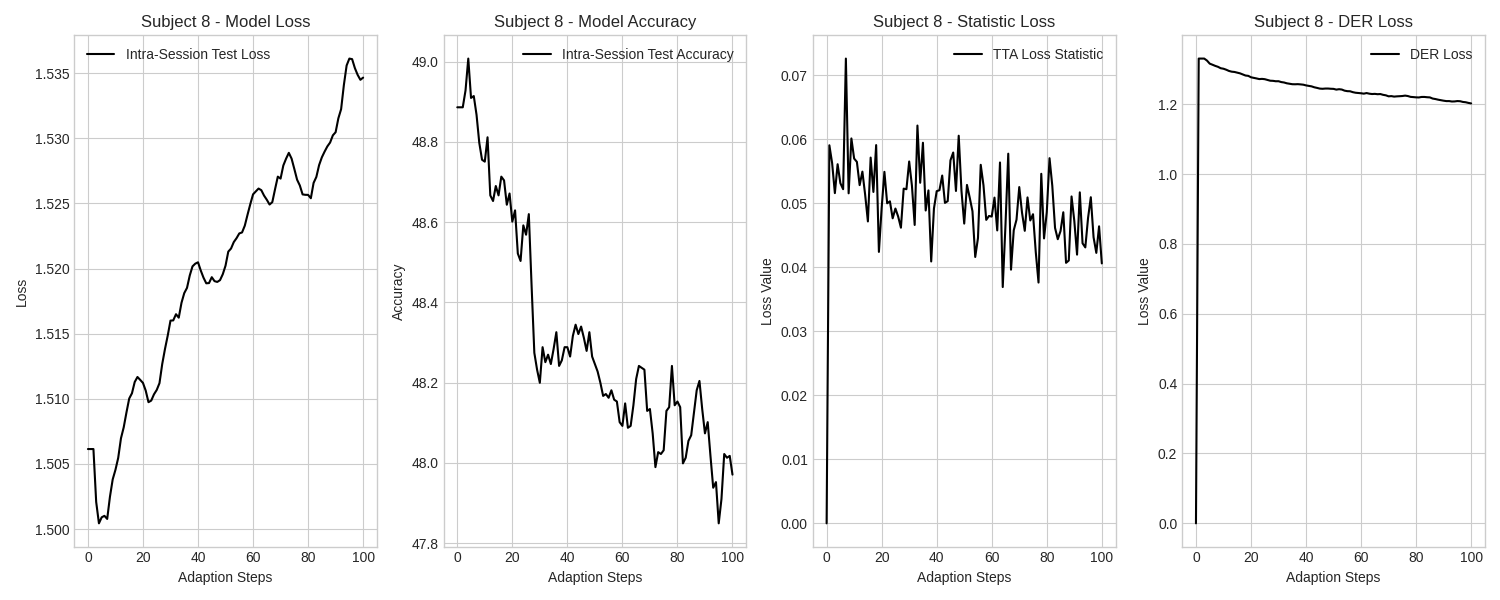 Subject 8 - Model Loss
Intra-Session Test Loss
1.535
1.530
1.525
1.520
1.515
1.510
1.505
1.500
Loss
0 20 40 60 80 100
Adaption Steps
Subject 8 - Model Accuracy
Intra-Session Test Accuracy
49.0
48.8
48.6
48.4
48.2
48.0
47.8
Accuracy
0 20 40 60 80 100
Adaption Steps
Subject 8 - Statistic Loss
TTA Loss Statistic
0.07
0.06
0.05
0.04
0.03
0.02
0.01
0.00
Loss Value
0 20 40 60 80 100
Adaption Steps
Subject 8 - DER Loss
DER Loss
1.2
1.0
0.8
0.6
0.4
0.2
0.0
Loss Value
0 20 40 60 80 100
Adaption Steps